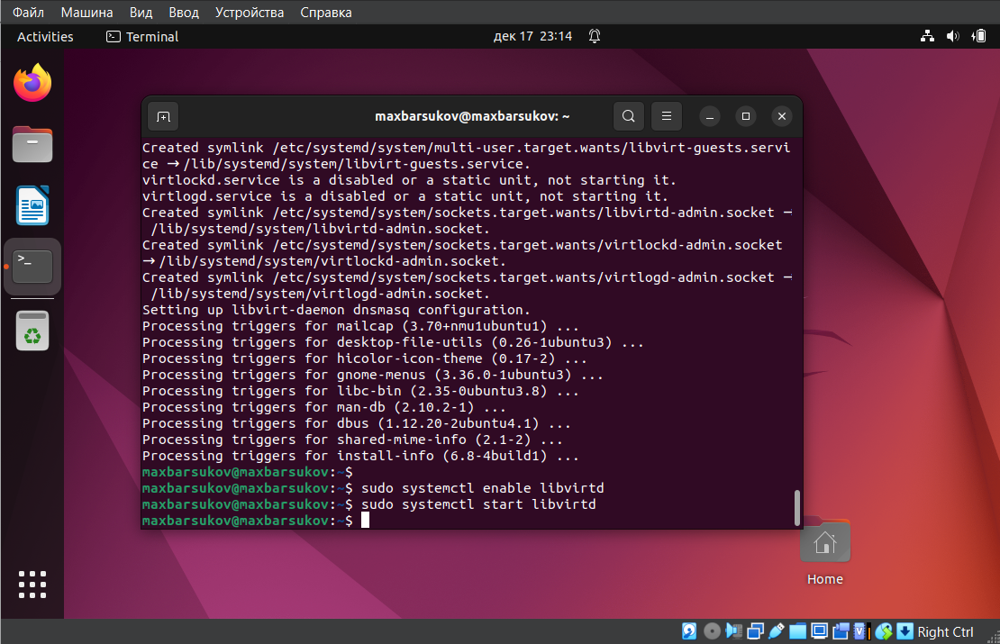 Файл Машина Вид Ввод Устройства Справка
Activities Terminal дек 17 23:14
maxbarsukov@maxbarsukov: ~
Created symlink /etc/systemd/system/multi-user.target.wants/libvirt-guests.servi
ce → /lib/systemd/system/libvirt-guests.service.
virtlockd.service is a disabled or a static unit, not starting it.
virtlogd.service is a disabled or a static unit, not starting it.
Created symlink /etc/systemd/system/sockets.target.wants/libvirtd-admin.socket →
 /lib/systemd/system/libvirtd-admin.socket.
Created symlink /etc/systemd/system/sockets.target.wants/virtlockd-admin.socket
→ /lib/systemd/system/virtlockd-admin.socket.
Created symlink /etc/systemd/system/sockets.target.wants/virtlogd-admin.socket →
 /lib/systemd/system/virtlogd-admin.socket.
Setting up libvirt-daemon dnsmasq configuration.
Processing triggers for mailcap (3.70+nmu1ubuntu1) ...
Processing triggers for desktop-file-utils (0.26-1ubuntu3) ...
Processing triggers for hicolor-icon-theme (0.17-2) ...
Processing triggers for gnome-menus (3.36.0-1ubuntu3) ...
Processing triggers for libc-bin (2.35-0ubuntu3.8) ...
Processing triggers for man-db (2.10.2-1) ...
Processing triggers for dbus (1.12.20-2ubuntu4.1) ...
Processing triggers for shared-mime-info (2.1-2) ...
Processing triggers for install-info (6.8-4build1) ...
maxbarsukov@maxbarsukov:~$
maxbarsukov@maxbarsukov:~$ sudo systemctl enable libvirtd
maxbarsukov@maxbarsukov:~$ sudo systemctl start libvirtd
maxbarsukov@maxbarsukov:~$
Home
Right Ctrl